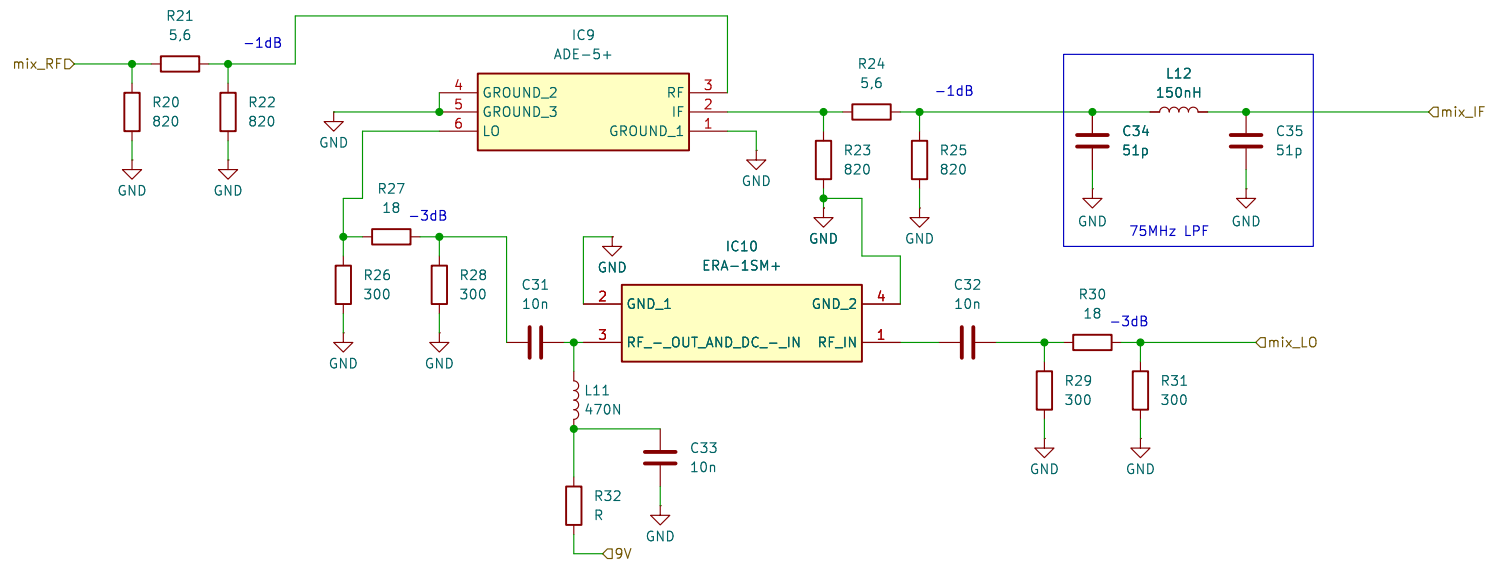 R21
5,6
-1dB
mix_RF
R20
820
R22
820
GND
GND
IC9
ADE-5+
4
GROUND_2
5
GROUND_3
6
LO
RF
3
IF
2
GROUND_1
1
GND
GND
R24
5,6
-1dB
R23
820
R25
820
GND
GND
L12
150nH
C34
51p
C35
51p
GND
GND
75MHz LPF
mix_IF
R27
18
-3dB
R26
300
R28
300
GND
GND
C31
10n
GND
IC10
ERA-1SM+
2
GND_1
GND_2
4
3
RF_-_OUT_AND_DC_-_IN
RF_IN
1
C32
10n
R30
18
-3dB
mix_LO
R29
300
R31
300
GND
GND
L11
470N
C33
10n
R32
R
GND
9V